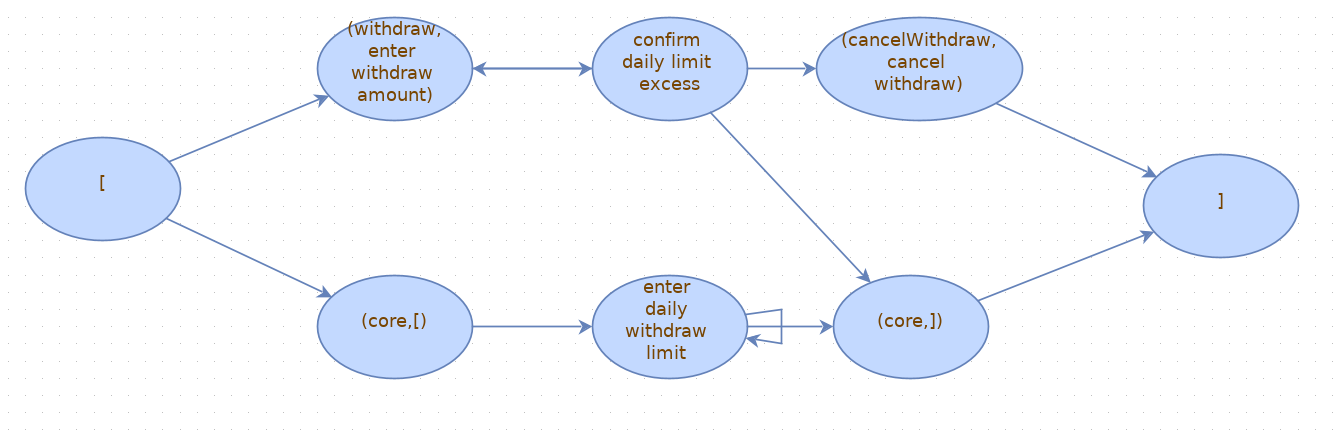 (withdraw,
enter
withdraw
amount)
confirm
daily limit
excess
(cancelWithdraw,
cancel
withdraw)
[
]
(core,[)
enter
daily
withdraw
limit
(core,])